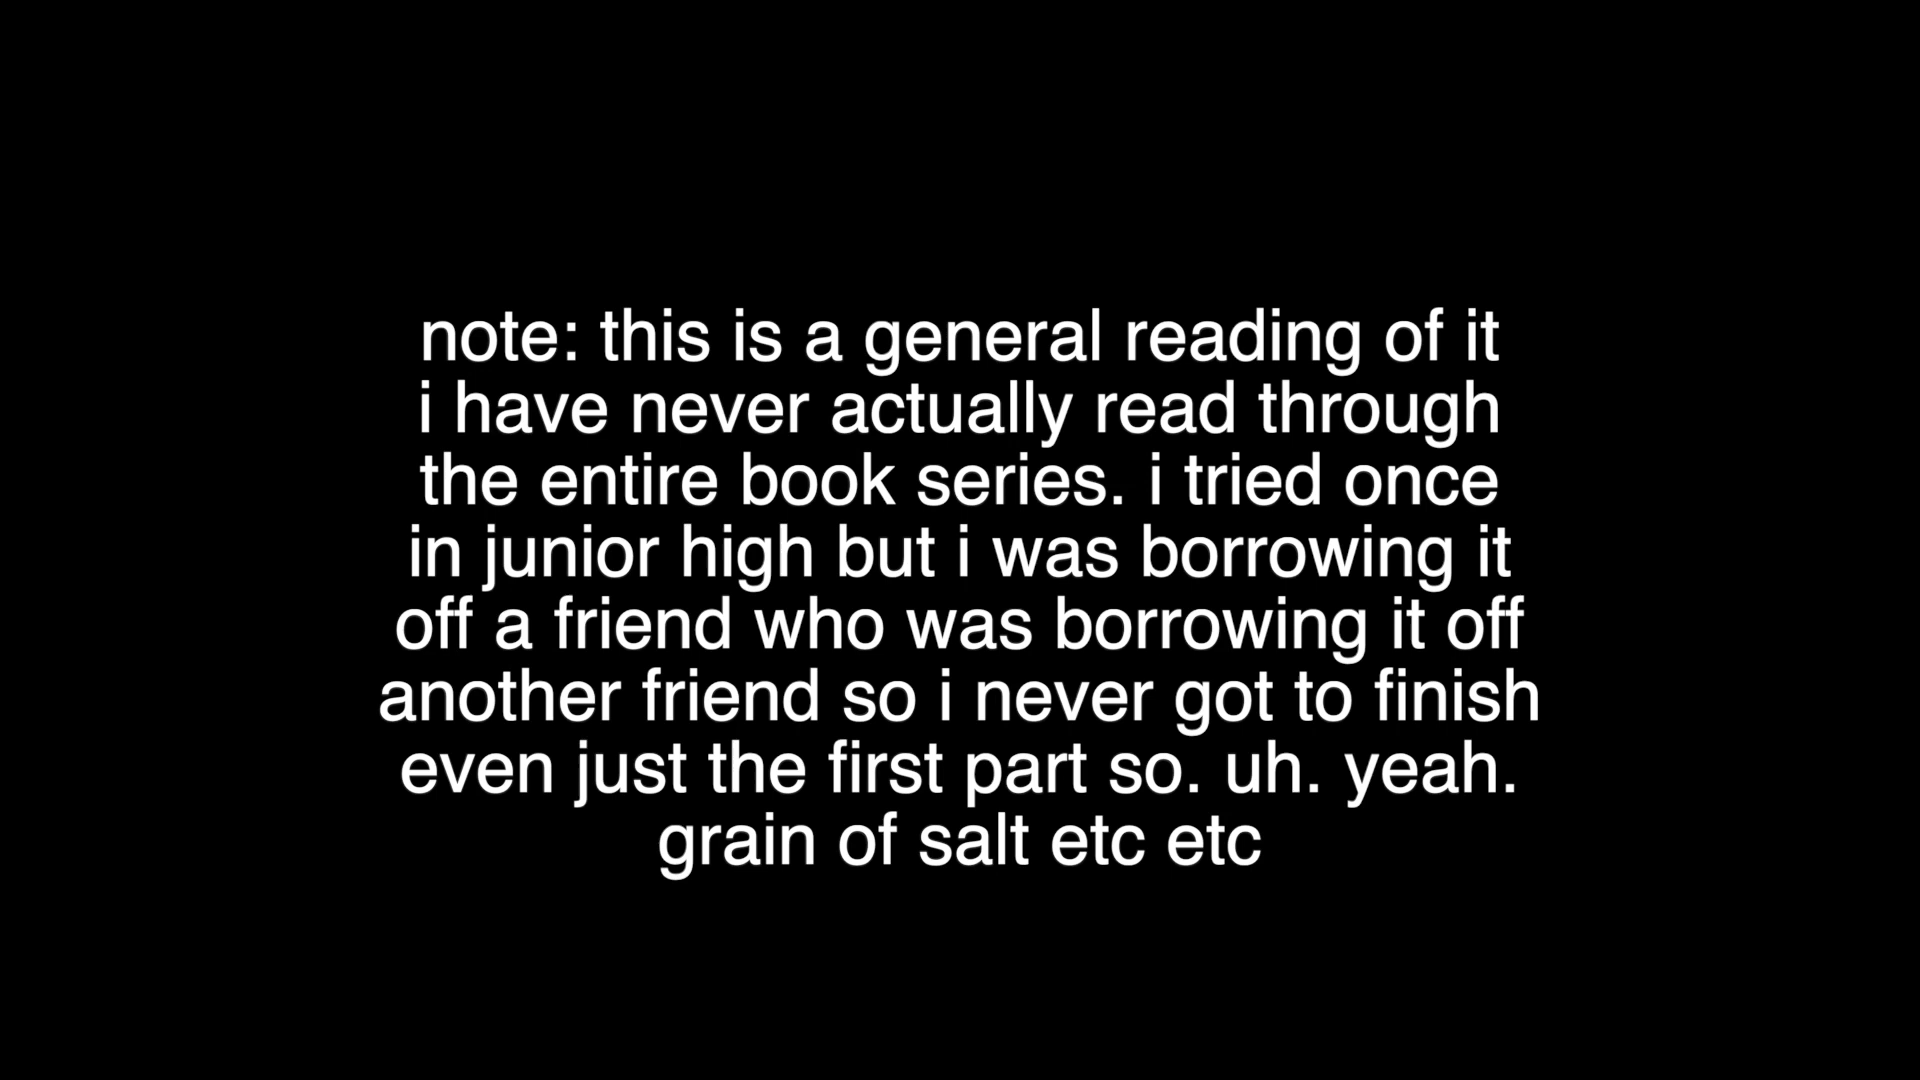 note: this is a general reading of it
i have never actually read through
the entire book series. i tried once
in junior high but i was borrowing it
off a friend who was borrowing it off
another friend so i never got to finish
even just the first part so. uh. yeah.
grain of salt etc etc